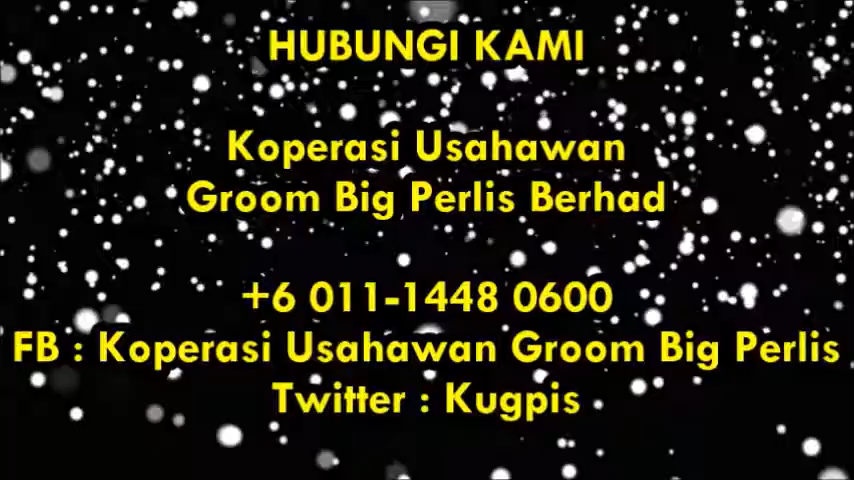 HUBUNGI KAMI
Koperasi Usahawan
Groom Big Perlis Berhad
+6 011-1448 0600
FB : Koperasi Usahawan Groom Big Perlis
Twitter : Kugpis